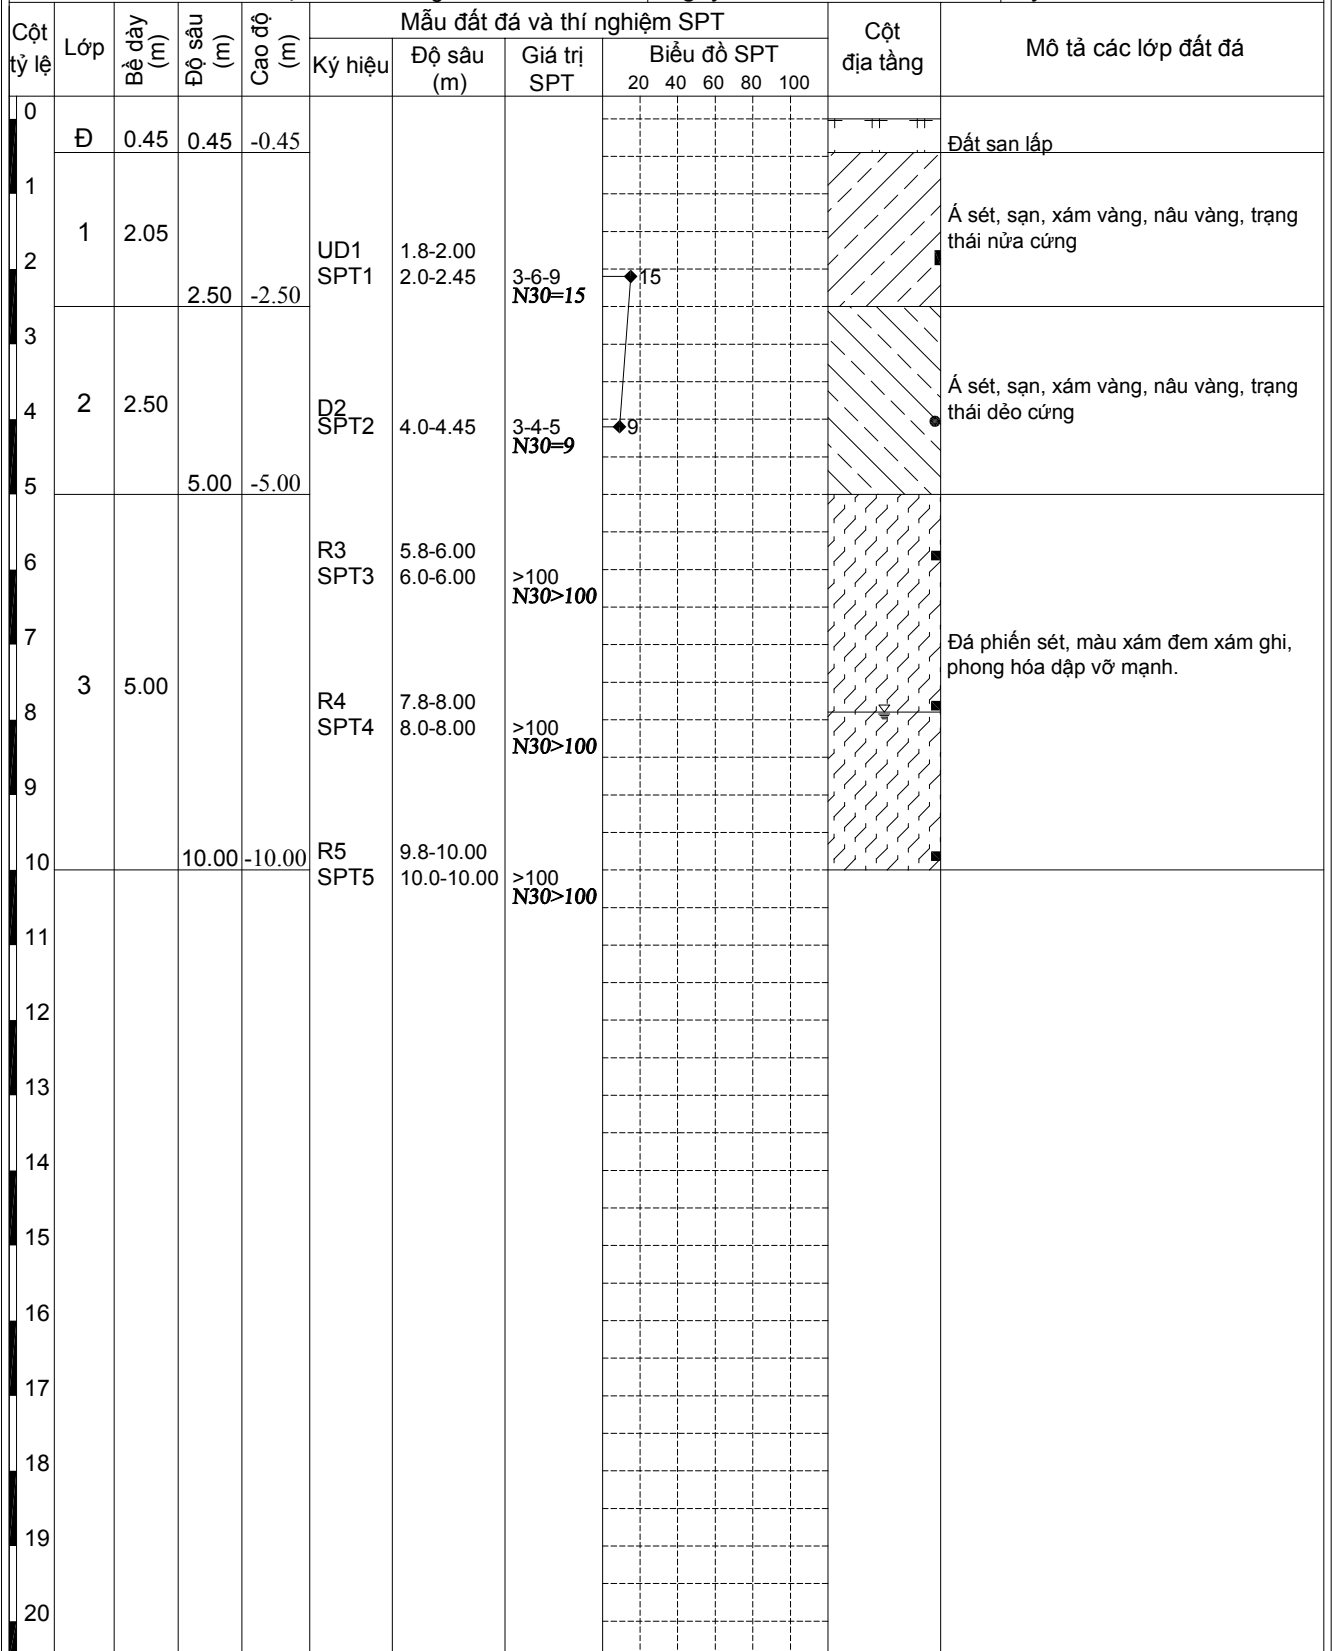 Mẫu đất đá và thí nghiệm SPT
Cột tỷ lệ
Lớp
Bề dày (m)
Độ sâu (m)
Cao độ (m)
Ký hiệu
Độ sâu (m)
Giá trị SPT
Biểu đồ SPT
20 40 60 80 100
Cột địa tầng
Mô tả các lớp đất đá
0
Đ 0.45 0.45 -0.45
Đất san lấp
1
1 2.05
Á sét, sạn, xám vàng, nâu vàng, trạng
thái nửa cứng
UD1 1.8-2.00
2
SPT1 2.0-2.45 3-6-9 15
2.50 -2.50 N30=15
3
Á sét, sạn, xám vàng, nâu vàng, trạng
thái dẻo cứng
4
2 2.50 D2
SPT2 4.0-4.45 3-4-5 9
N30=9
5
5.00 -5.00
R3 5.8-6.00
6
SPT3 6.0-6.00 >100
N30>100
7
Đá phiến sét, màu xám đem xám ghi,
phong hóa dập vỡ mạnh.
3 5.00
R4 7.8-8.00
8
SPT4 8.0-8.00 >100
N30>100
9
R5 9.8-10.00
10
10.00 -10.00
SPT5 10.0-10.00 >100
N30>100
11
12
13
14
15
16
17
18
19
20